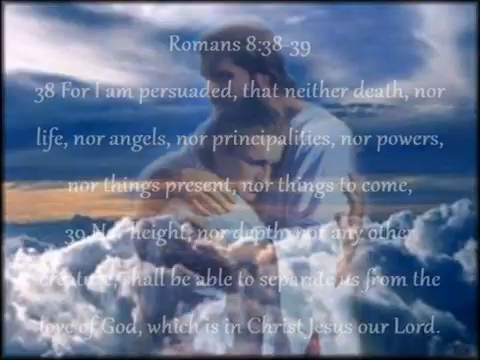 Romans 8:38-39
38 For I am persuaded, that neither death, nor
life, nor angels, nor principalities, nor powers,
nor things present, nor things to come,
39 Nor height, nor depth, nor any other
creature, shall be able to separate us from the
love of God, which is in Christ Jesus our Lord.